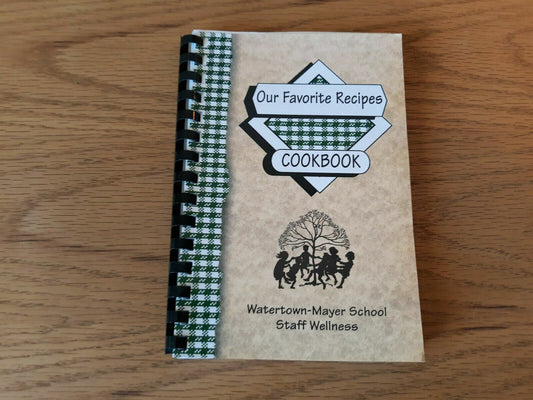 Our Favorite Recipes
COOKBOOK
Watertown-Mayer School
Staff Wellness